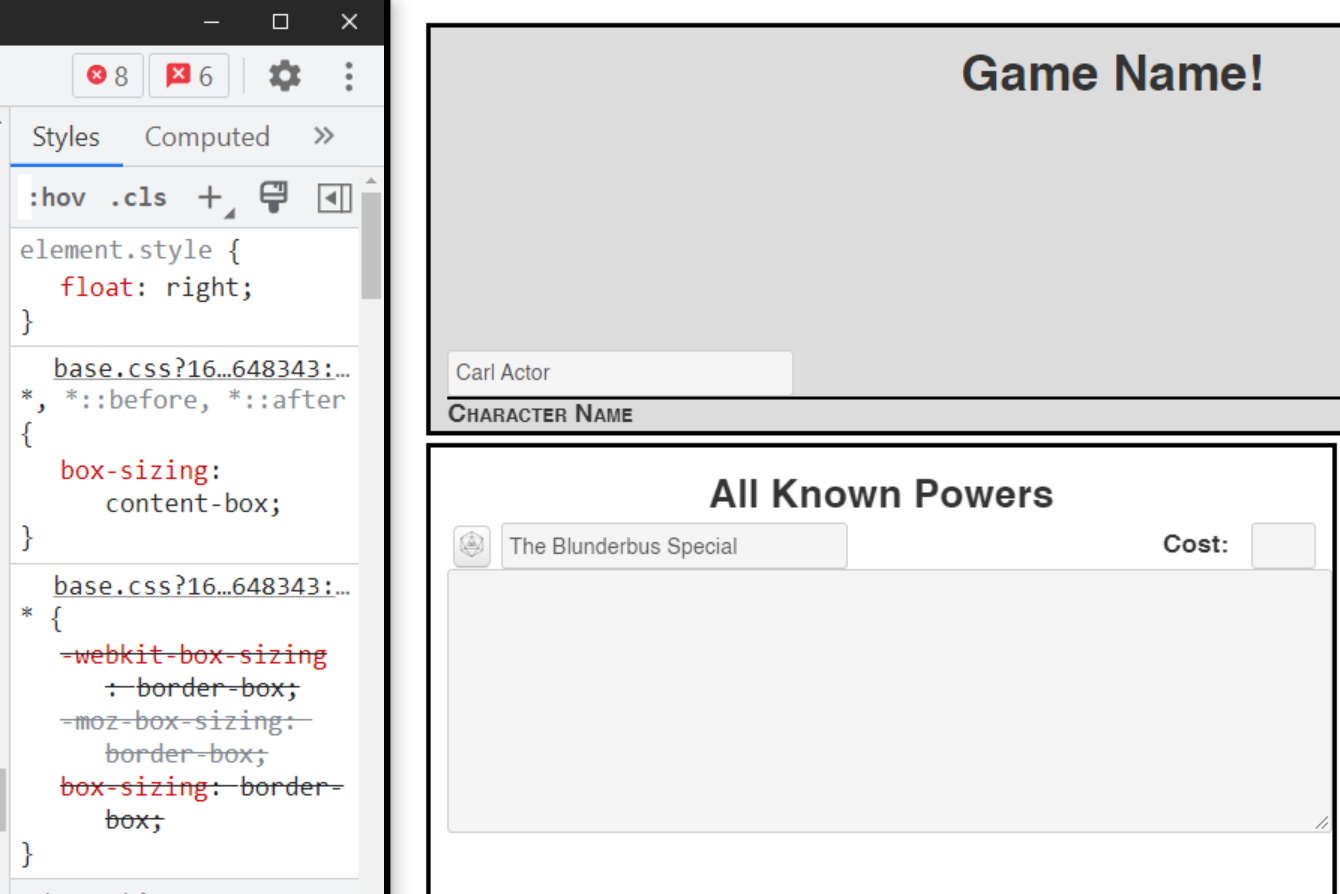 8 6
Styles Computed »
:hov .cls +
element.style {
float: right;
}
base.css?16…648343:…
*, *::before, *::after
{
box-sizing:
content-box;
}
base.css?16…648343:…
* {
-webkit-box-sizing
: border-box;
-moz-box-sizing:
border-box;
box-sizing: border-
box;
}
Game Name!
Carl Actor
Character Name
All Known Powers
The Blunderbus Special
Cost: